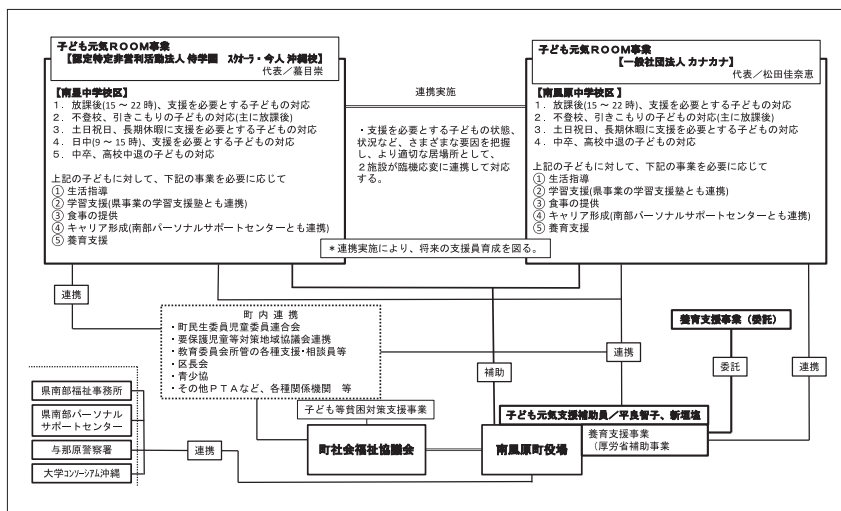 子ども元気ROOM事業
【認定特定非営利活動法人 侍学園 スクオーラ・今人 沖縄校】
代表／蟇目崇
【南星中学校区】
1．放課後(15 〜 22 時)、支援を必要とする子どもの対応
2．不登校、引きこもりの子どもの対応(主に放課後)
3．土日祝日、長期休暇に支援を必要とする子どもの対応
4．日中(9 〜 15 時)、支援を必要とする子どもの対応
5．中卒、高校中退の子どもの対応
上記の子どもに対して、下記の事業を必要に応じて
① 生活指導
② 学習支援(県事業の学習支援塾とも連携)
③ 食事の提供
④ キャリア形成(南部パーソナルサポートセンターとも連携)
⑤ 養育支援
連携実施
・支援を必要とする子どもの状態、
状況など、さまざまな要因を把握
し、より適切な居場所として、
２施設が臨機応変に連携して対応
する。
＊連携実施により、将来の支援員育成を図る。
子ども元気ROOM事業
【一般社団法人 カナカナ】
代表／松田佳奈恵
【南風原中学校区】
1．放課後(15 〜 22 時)、支援を必要とする子どもの対応
2．不登校、引きこもりの子どもの対応(主に放課後)
3．土日祝日、長期休暇に支援を必要とする子どもの対応
4．中卒、高校中退の子どもの対応
上記の子どもに対して、下記の事業を必要に応じて
① 生活指導
② 学習支援(県事業の学習支援塾とも連携)
③ 食事の提供
④ キャリア形成(南部パーソナルサポートセンターとも連携)
⑤ 養育支援
連携
町 内 連 携
・町民生委員児童委員連合会
・要保護児童等対策地域協議会連携
・教育委員会所管の各種支援・相談員等
・区長会
・青少協
・その他ＰＴＡなど、各種関係機関 等
補助
連携
養育支援事業（委託）
委託
連携
県南部福祉事務所
県南部パーソナル
サポートセンター
与那原警察署
大学コンソーシアム沖縄
連携
子ども等貧困対策支援事業
町社会福祉協議会
南風原町役場
子ども元気支援補助員／平良智子、新垣塩
養育支援事業
（厚労省補助事業